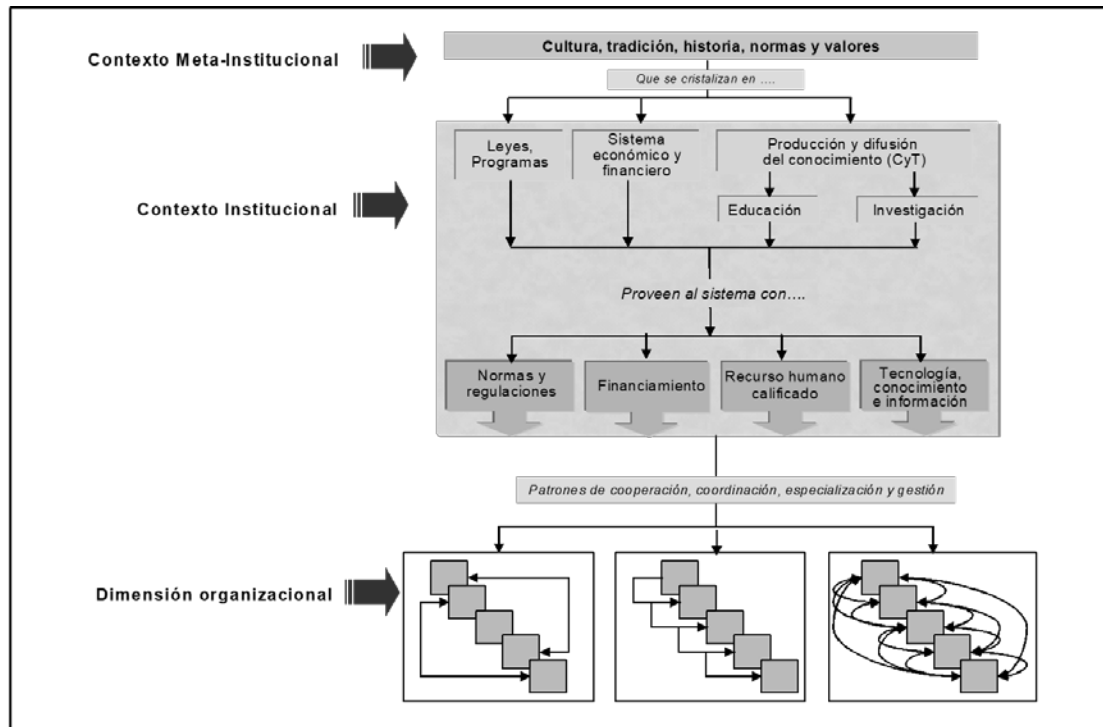 Contexto Meta-Institucional
Cultura, tradición, historia, normas y valores
Que se cristalizan en ....
Contexto Institucional
Leyes,
Programas
Sistema
económico y
financiero
Producción y difusión
del conocimiento (CyT)
Educación
Investigación
Proveen al sistema con....
Normas y
regulaciones
Financiamiento
Recurso humano
calificado
Tecnología,
conocimiento
e información
Patrones de cooperación, coordinación, especialización y gestión
Dimensión organizacional